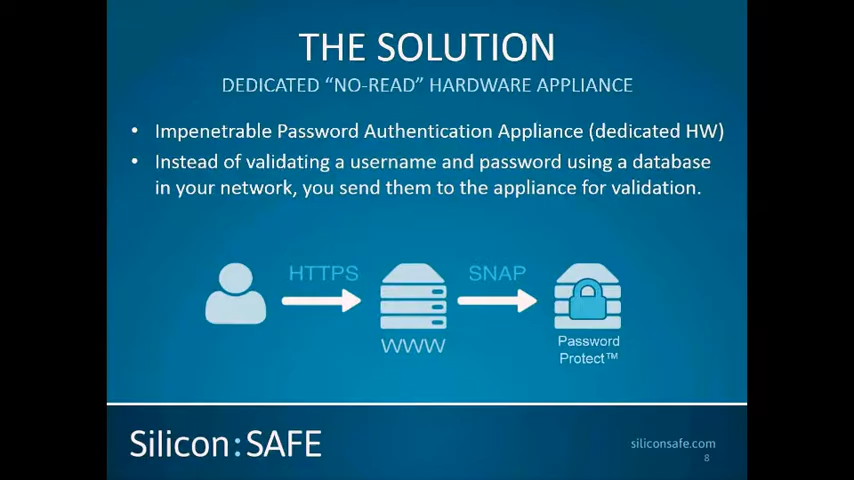 THE SOLUTION
DEDICATED “NO-READ” HARDWARE APPLIANCE
• Impenetrable Password Authentication Appliance (dedicated HW)
• Instead of validating a username and password using a database
in your network, you send them to the appliance for validation.
HTTPS
SNAP
WWW
Password
Protect™
Silicon:SAFE
siliconsafe.com
8